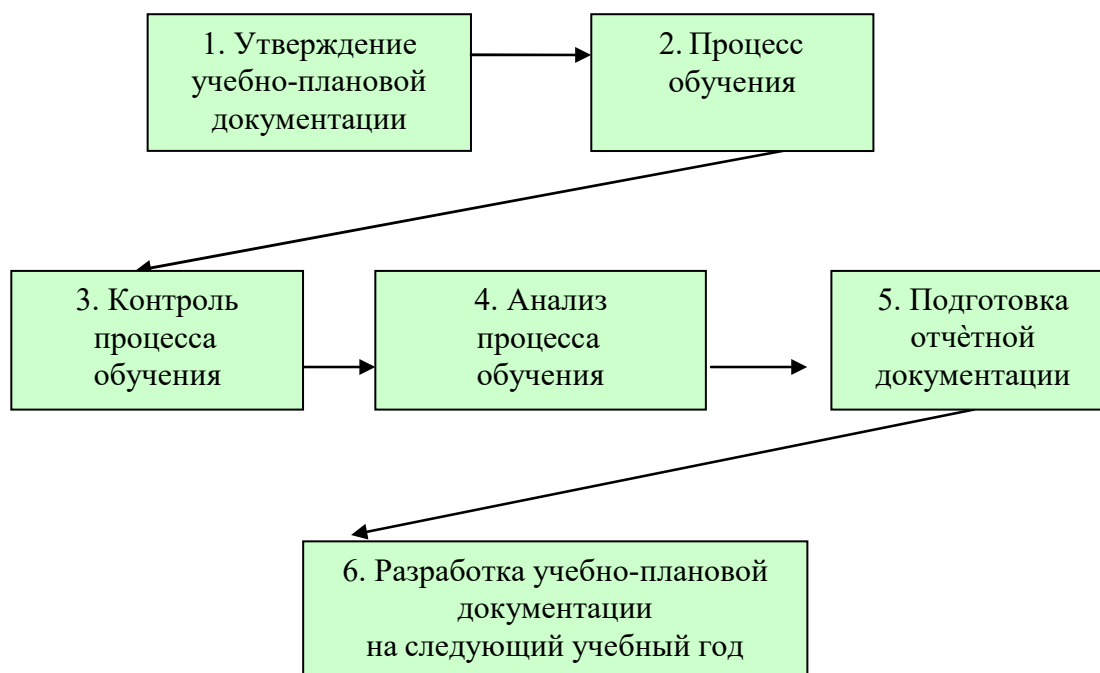 1. Утверждение
учебно-плановой
документации
2. Процесс
обучения
3. Контроль
процесса
обучения
4. Анализ
процесса
обучения
5. Подготовка
отчѐтной
документации
6. Разработка учебно-плановой
документации
на следующий учебный год